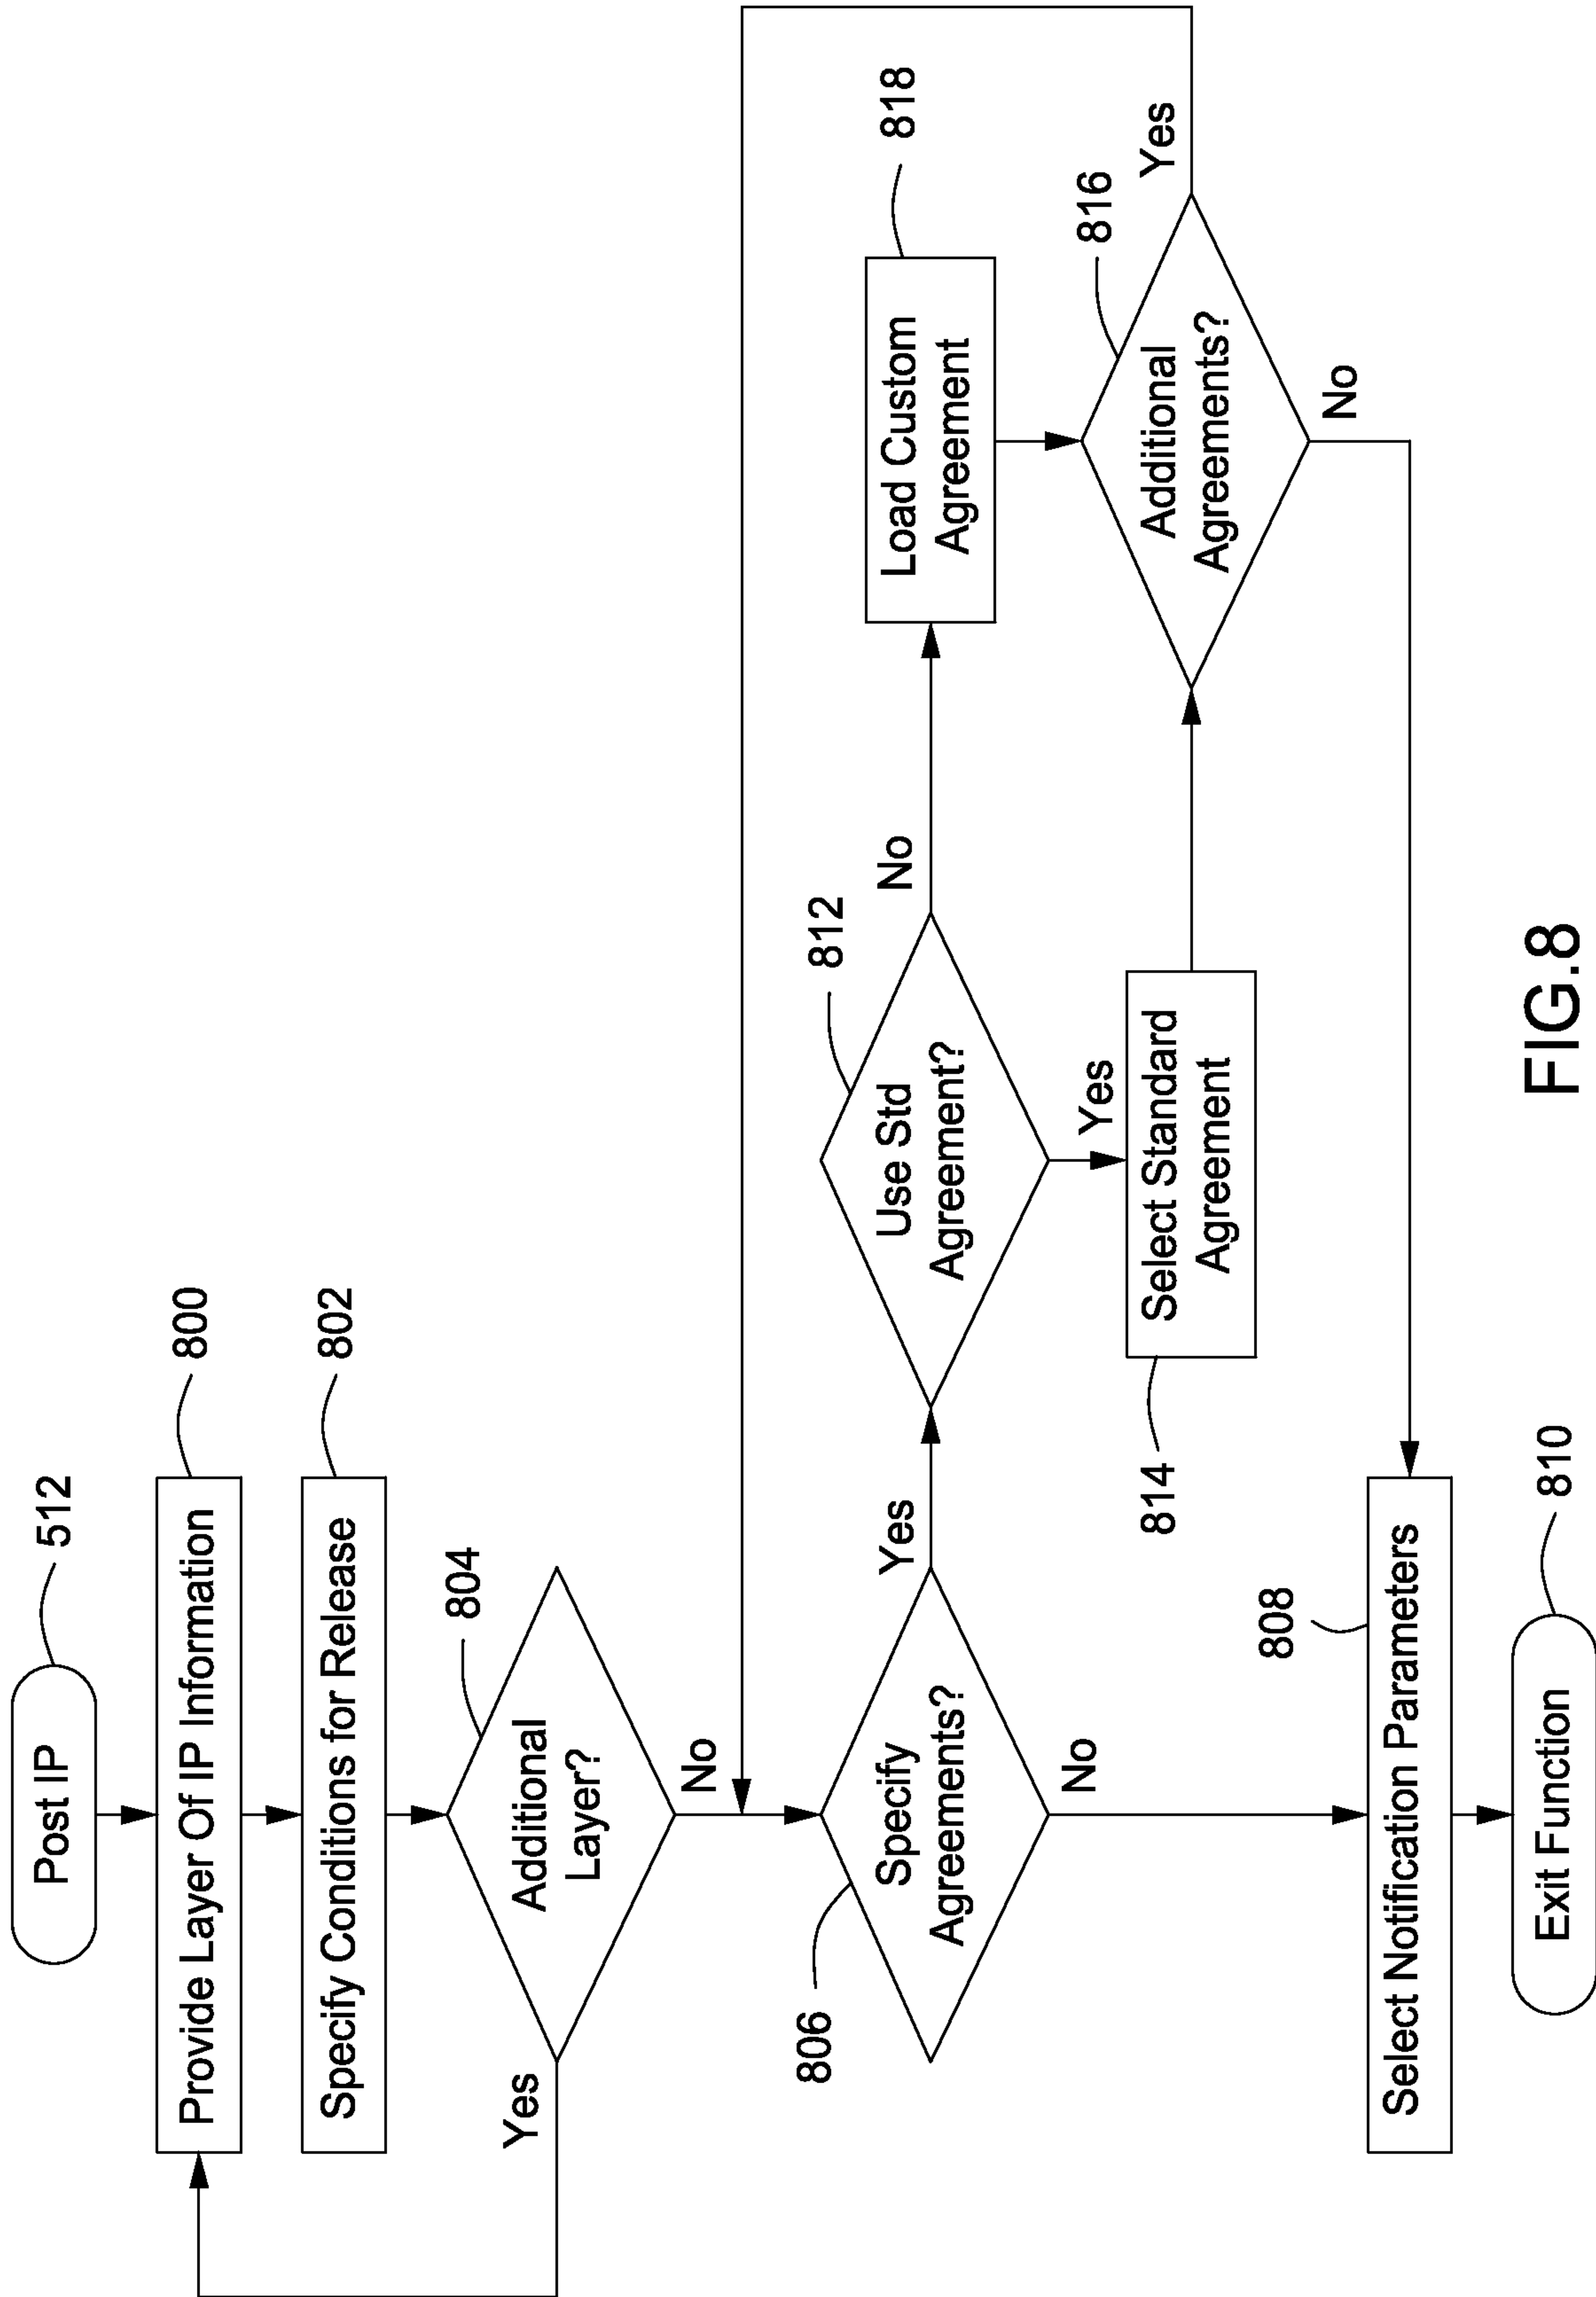 Post IP
512
Provide Layer Of IP Information
800
Specify Conditions for Release
802
Additional
Layer?
804
Yes
No
Specify
Agreements?
806
Yes
No
Use Std
Agreement?
812
No
Yes
Load Custom
Agreement
818
Select Standard
Agreement
814
Additional
Agreements?
816
Yes
No
Select Notification Parameters
808
Exit Function
810
FIG.8